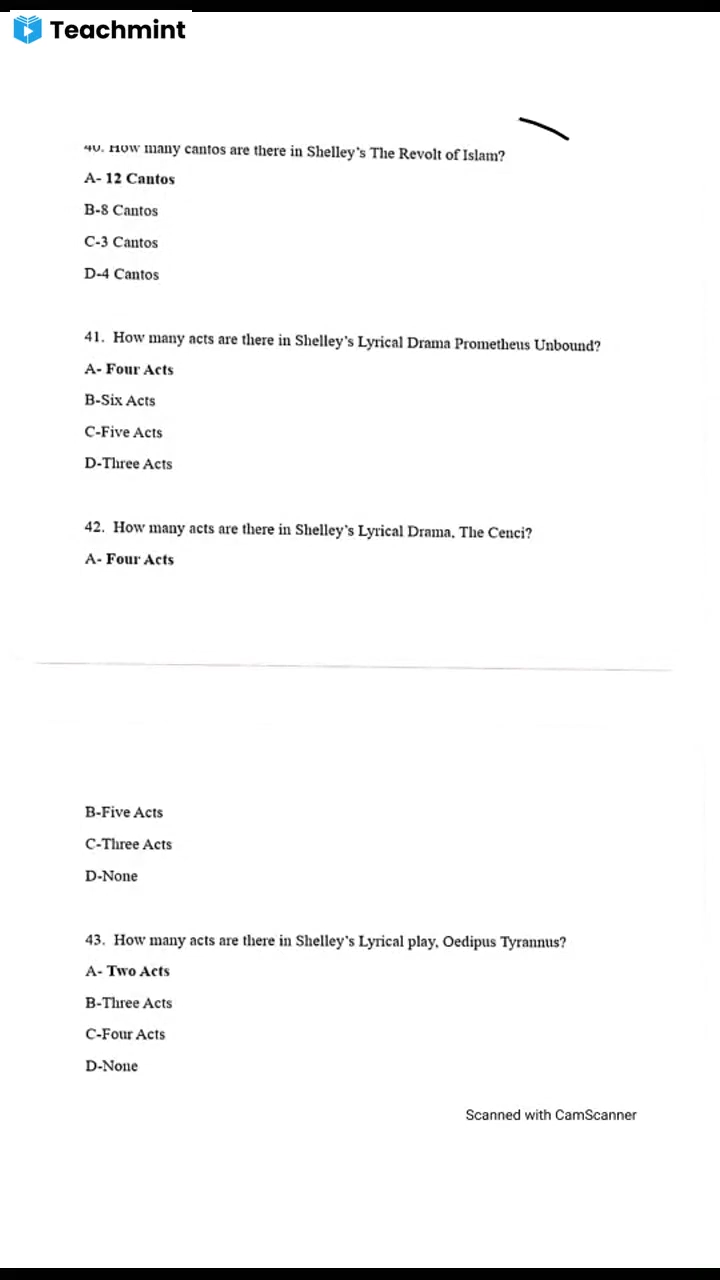 Teachmint
40. How many cantos are there in Shelley's The Revolt of Islam?
A- 12 Cantos
B-8 Cantos
C-3 Cantos
D-4 Cantos
41. How many acts are there in Shelley's Lyrical Drama Prometheus Unbound?
A- Four Acts
B-Six Acts
C-Five Acts
D-Three Acts
42. How many acts are there in Shelley's Lyrical Drama, The Cenci?
A- Four Acts
B-Five Acts
C-Three Acts
D-None
43. How many acts are there in Shelley's Lyrical play, Oedipus Tyrannus?
A- Two Acts
B-Three Acts
C-Four Acts
D-None
Scanned with CamScanner